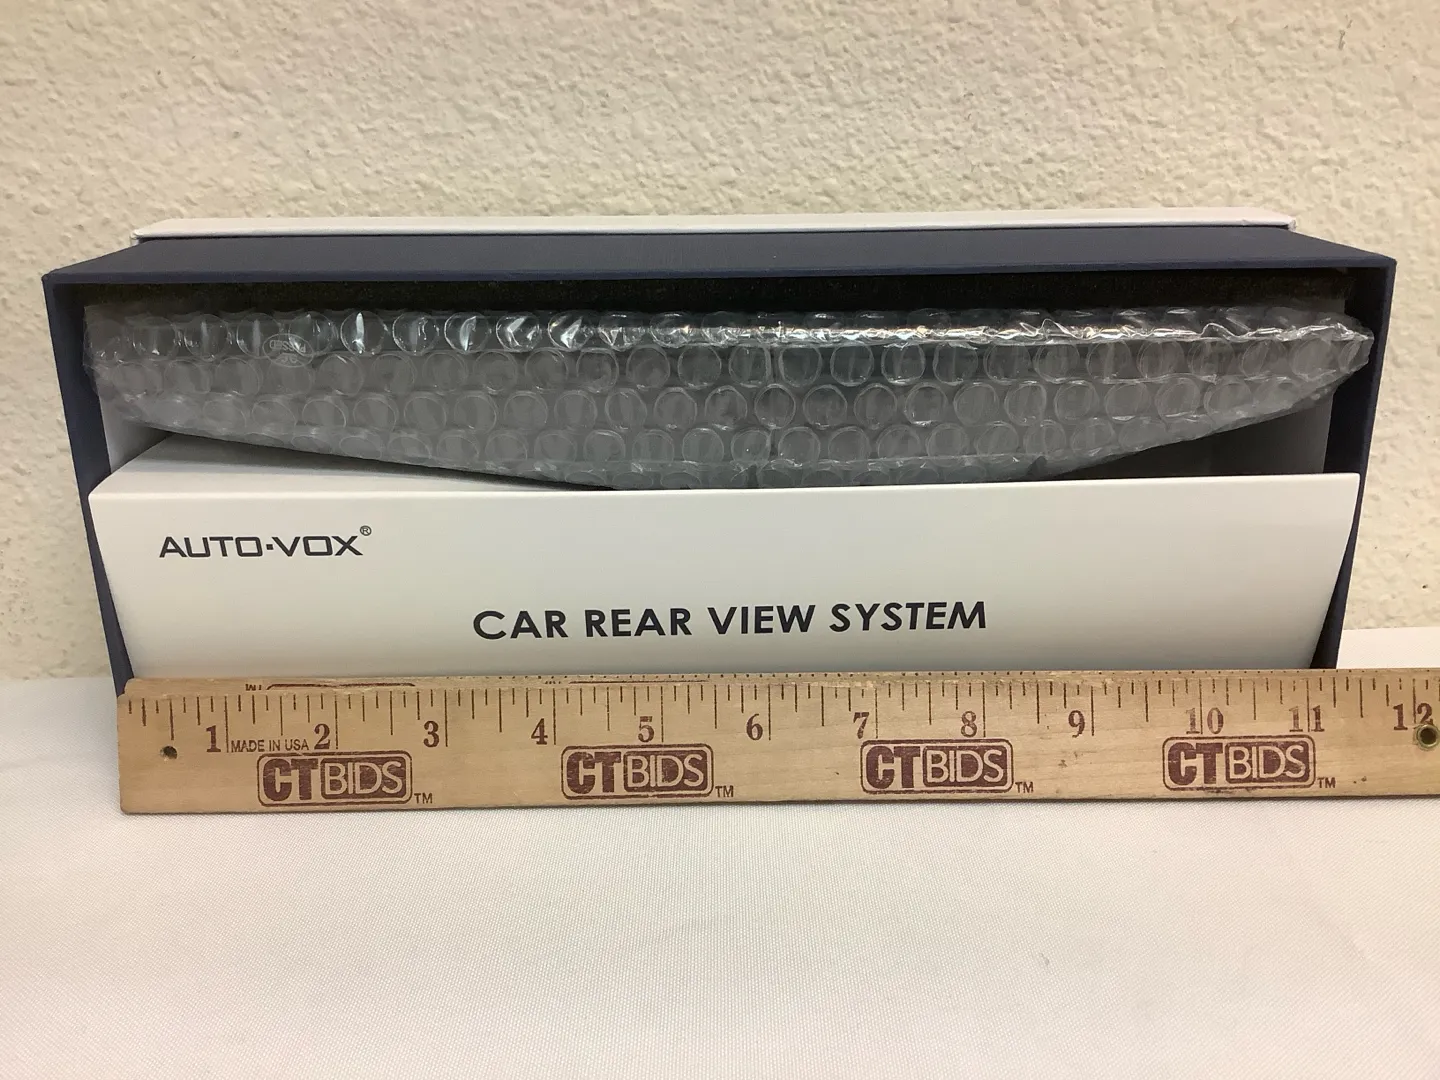 PASSED
AUTO-VOX®
CAR REAR VIEW SYSTEM
1 2 3 4 5 6 7 8 9 10 11 12
MADE IN USA
CTBIDS™ CTBIDS™ CTBIDS™ CTBIDS™